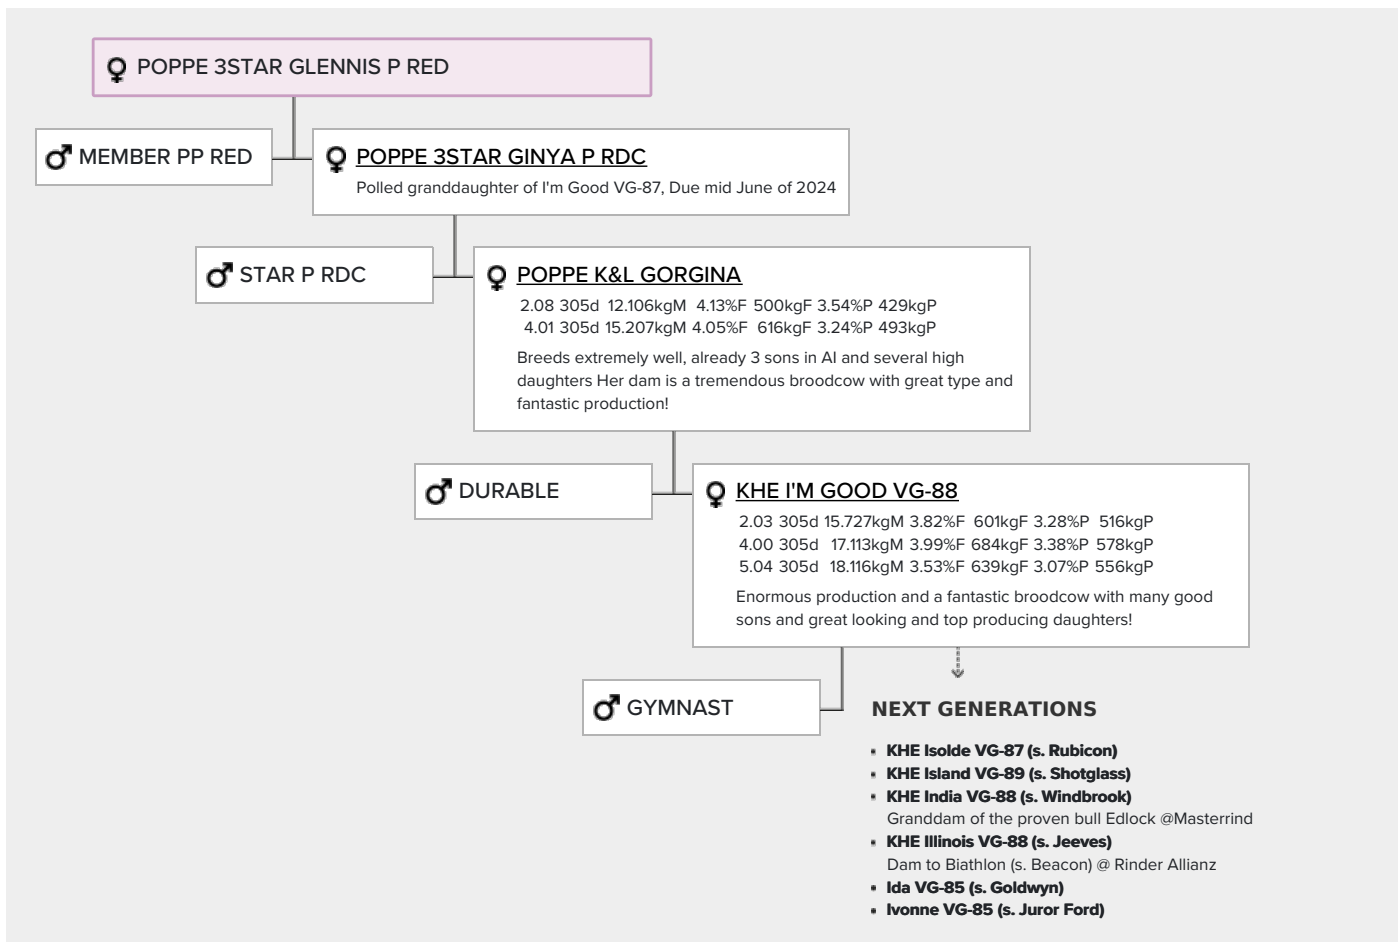 POPPE 3STAR GLENNIS P RED
MEMBER PP RED
POPPE 3STAR GINYA P RDC
Polled granddaughter of I'm Good VG-87, Due mid June of 2024
STAR P RDC
POPPE K&L GORGINA
2.08 305d 12.106kgM 4.13%F 500kgF 3.54%P 429kgP
4.01 305d 15.207kgM 4.05%F 616kgF 3.24%P 493kgP
Breeds extremely well, already 3 sons in AI and several high
daughters Her dam is a tremendous broodcow with great type and
fantastic production!
DURABLE
KHE I'M GOOD VG-88
2.03 305d 15.727kgM 3.82%F 601kgF 3.28%P 516kgP
4.00 305d 17.113kgM 3.99%F 684kgF 3.38%P 578kgP
5.04 305d 18.116kgM 3.53%F 639kgF 3.07%P 556kgP
Enormous production and a fantastic broodcow with many good
sons and great looking and top producing daughters!
GYMNAST
NEXT GENERATIONS
KHE Isolde VG-87 (s. Rubicon)
KHE Island VG-89 (s. Shotglass)
KHE India VG-88 (s. Windbrook)
Granddam of the proven bull Edlock @Masterrind
KHE Illinois VG-88 (s. Jeeves)
Dam to Biathlon (s. Beacon) @ Rinder Allianz
Ida VG-85 (s. Goldwyn)
Ivonne VG-85 (s. Juror Ford)